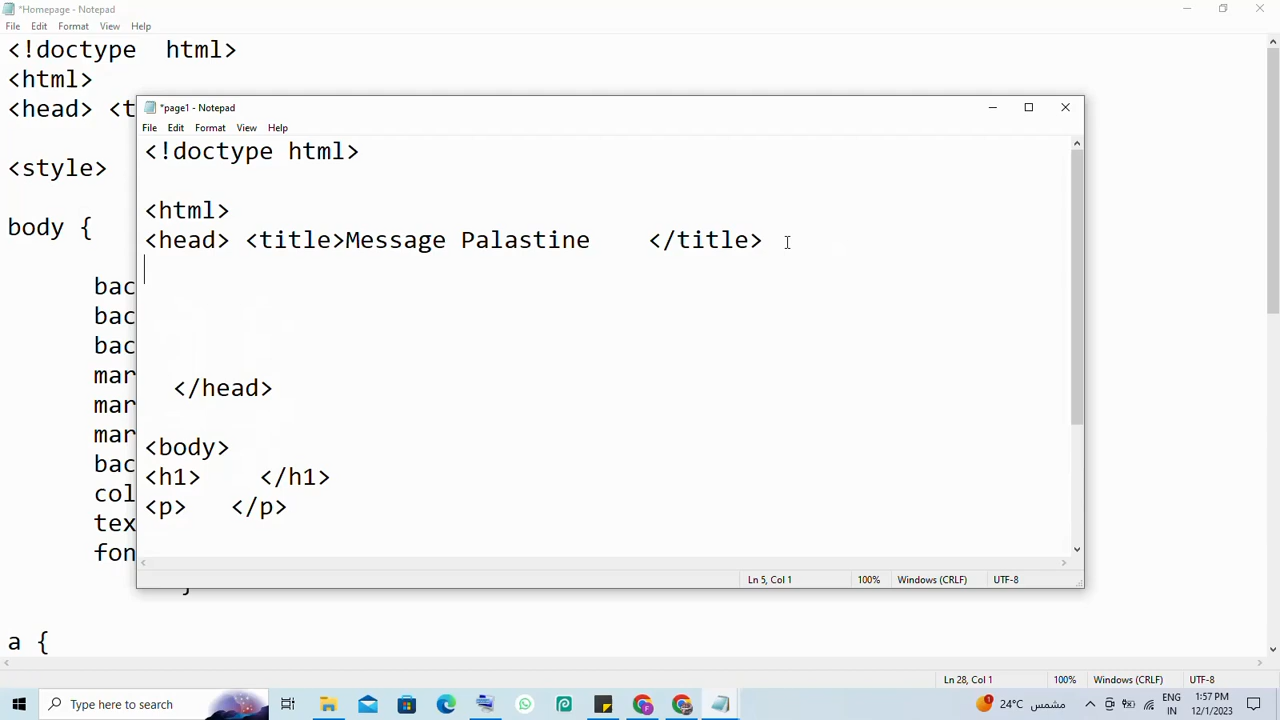 *Homepage - Notepad
File Edit Format View Help
<!doctype  html>
<html>
<head> <t
<style>
body {
bac
bac
bac
mar
mar
mar
bac
col
tex
fon
}
a {
*page1 - Notepad
File Edit Format View Help
<!doctype html>
<html>
<head> <title>Message Palastine    </title>
</head>
<body>
<h1>    </h1>
<p>   </p>
Ln 5, Col 1 100% Windows (CRLF) UTF-8
Ln 28, Col 1 100% Windows (CRLF) UTF-8
Type here to search
24°C مشمس
ENG
IN
1:57 PM
12/1/2023